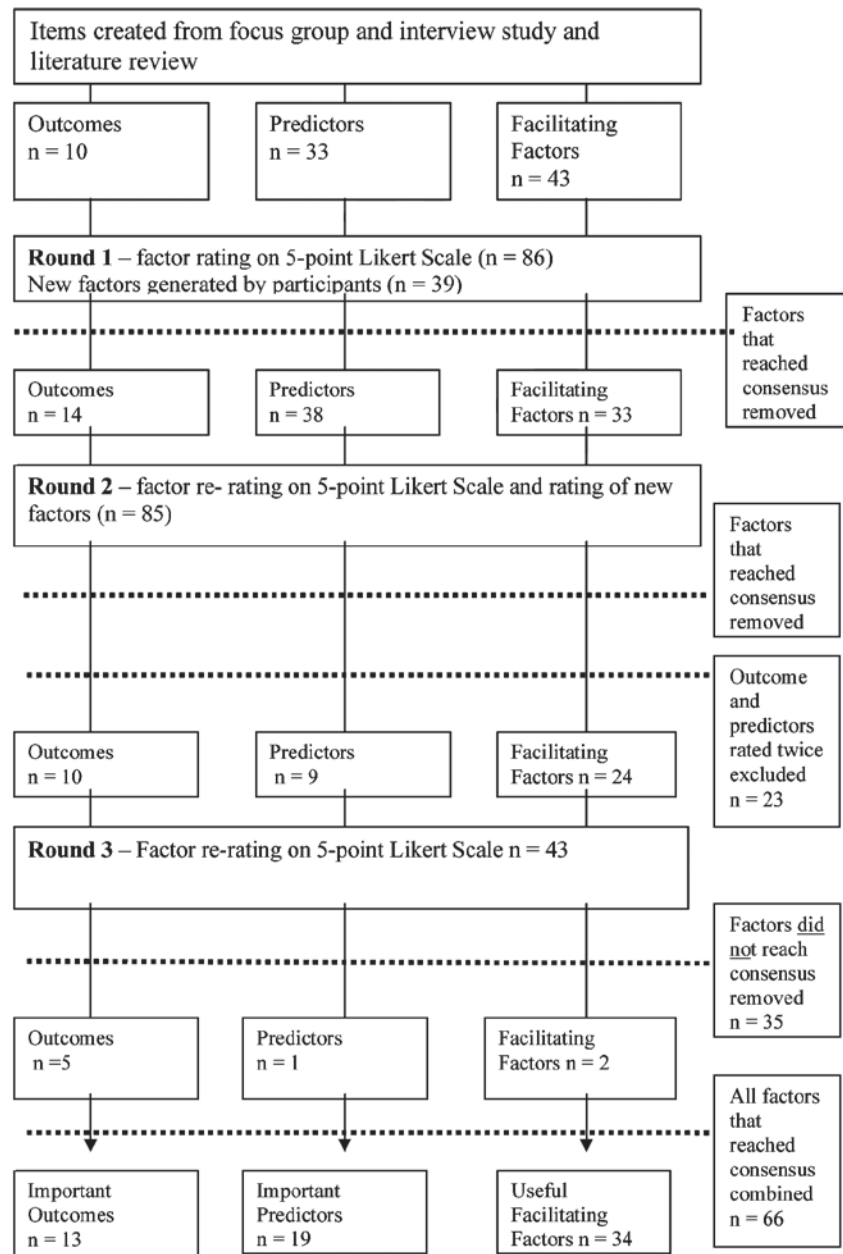 Items created from focus group and interview study and
literature review
Outcomes
n = 10
Predictors
n = 33
Facilitating
Factors
n = 43
Round 1 – factor rating on 5-point Likert Scale (n = 86)
New factors generated by participants (n = 39)
Factors
that
reached
consensus
removed
Outcomes
n = 14
Predictors
n = 38
Facilitating
Factors n = 33
Round 2 – factor re- rating on 5-point Likert Scale and rating of new
factors (n = 85)
Factors
that
reached
consensus
removed
Outcome
and
predictors
rated twice
excluded
n = 23
Outcomes
n = 10
Predictors
n = 9
Facilitating
Factors n = 24
Round 3 – Factor re-rating on 5-point Likert Scale n = 43
Factors did
not reach
consensus
removed
n = 35
Outcomes
n =5
Predictors
n = 1
Facilitating
Factors n = 2
All factors
that
reached
consensus
combined
n = 66
Important
Outcomes
n = 13
Important
Predictors
n = 19
Useful
Facilitating
Factors n = 34